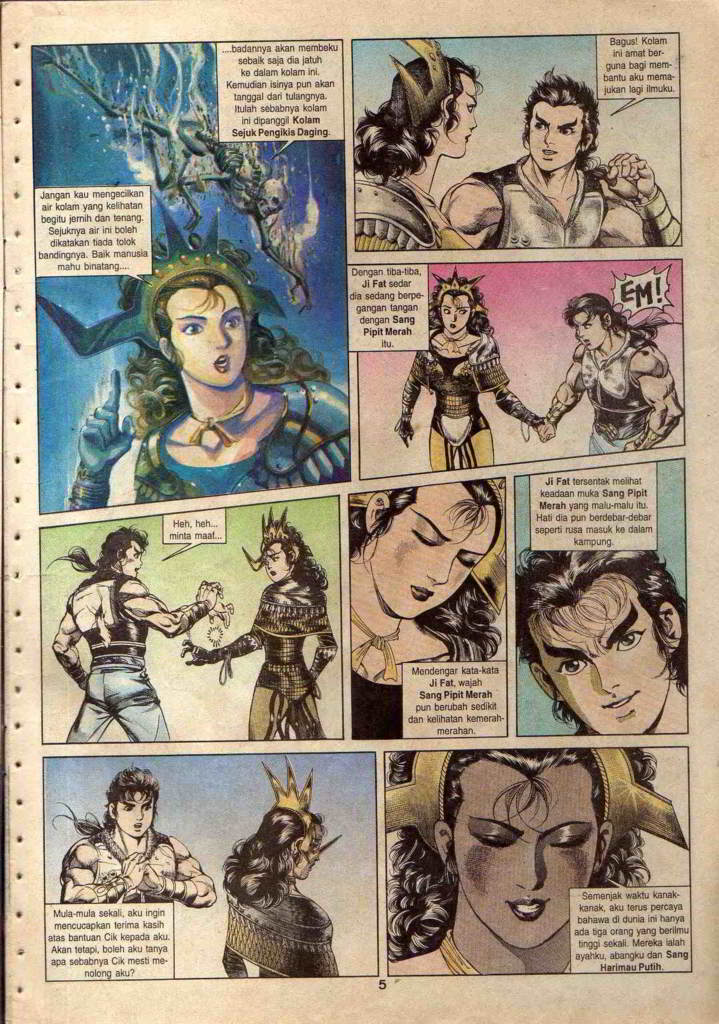 Jangan kau mengecilkan
air kolam yang kelihatan
begitu jernih dan tenang.
Sejuknya air ini boleh
dikatakan tiada tolok
bandingnya. Baik manusia
mahu binatang....
....badannya akan membeku
sebaik saja dia jatuh
ke dalam kolam ini.
Kemudian isinya pun akan
tanggal dari tulangnya.
Itulah sebabnya kolam
ini dipanggil Kolam
Sejuk Pengikis Daging.
Bagus! Kolam
ini amat ber-
guna bagi mem-
bantu aku mema-
jukan lagi ilmuku.
Dengan tiba-tiba,
Ji Fat sedar
dia sedang berpe-
gangan tangan
dengan Sang
Pipit Merah
itu.
EM!
Heh, heh...
minta maaf...
Mendengar kata-kata
Ji Fat, wajah
Sang Pipit Merah
pun berubah sedikit
dan kelihatan kemerah-
merahan.
Ji Fat tersentak melihat
keadaan muka Sang Pipit
Merah yang malu-malu itu.
Hati dia pun berdebar-debar
seperti rusa masuk ke dalam
kampung.
Mula-mula sekali, aku ingin
mencucapkan terima kasih
atas bantuan Cik kepada aku.
Akan tetapi, boleh aku tanya
apa sebabnya Cik mesti me-
nolong aku?
Semenjak waktu kanak-
kanak, aku terus percaya
bahawa di dunia ini hanya
ada tiga orang yang berilmu
tinggi sekali. Mereka ialah
ayahku, abangku dan Sang
Harimau Putih.
5